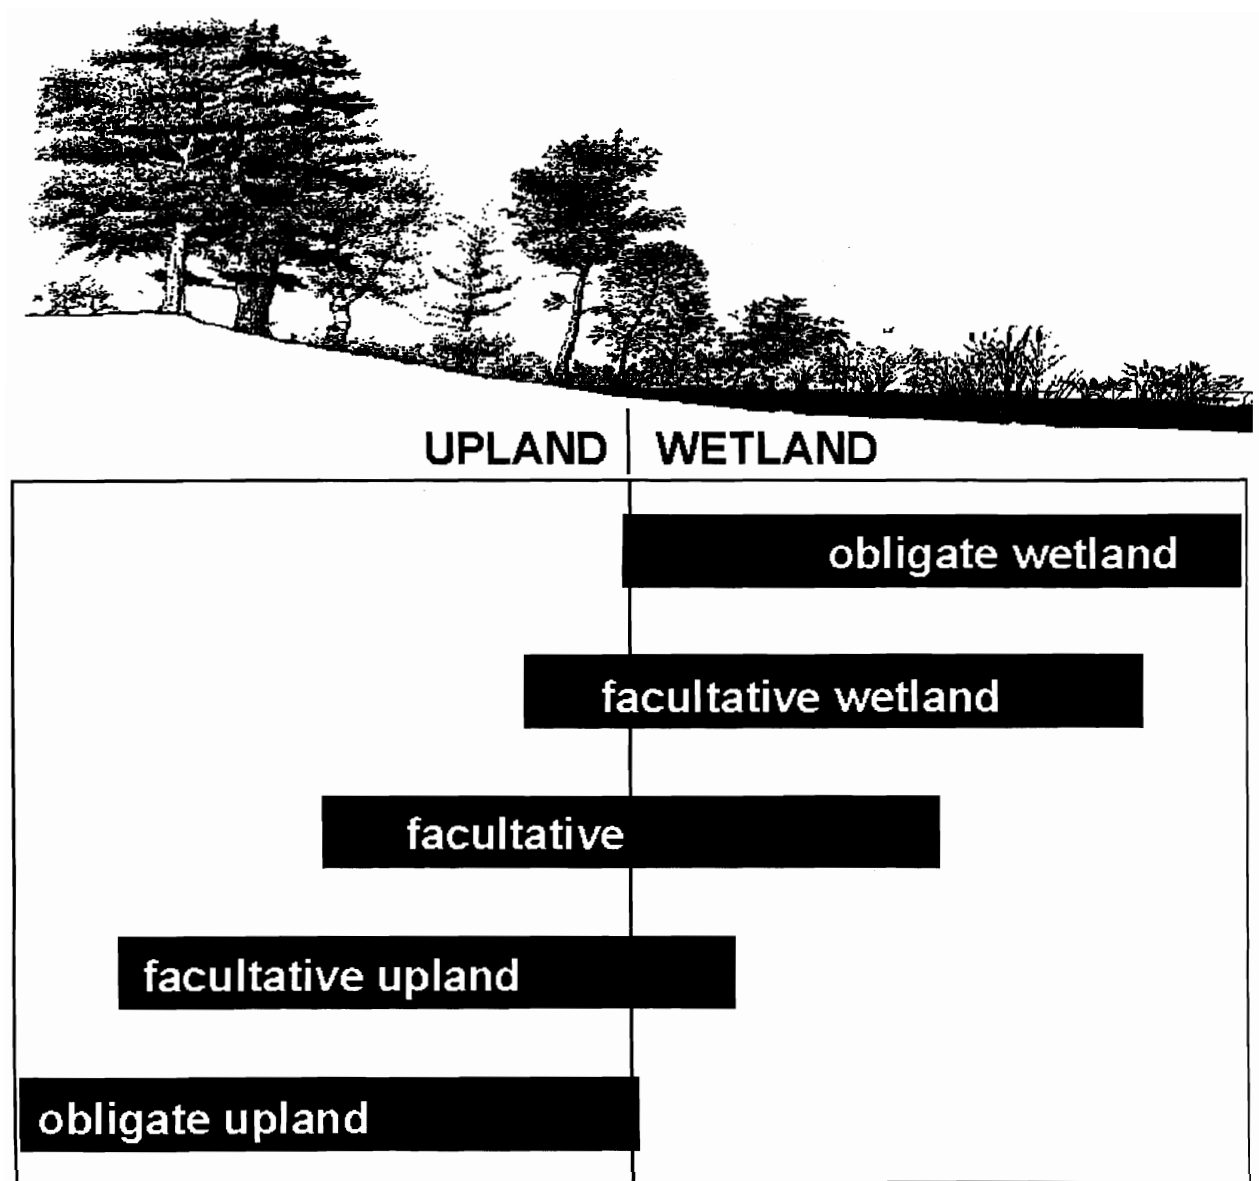 UPLAND | WETLAND
obligate wetland
facultative wetland
facultative
facultative upland
obligate upland